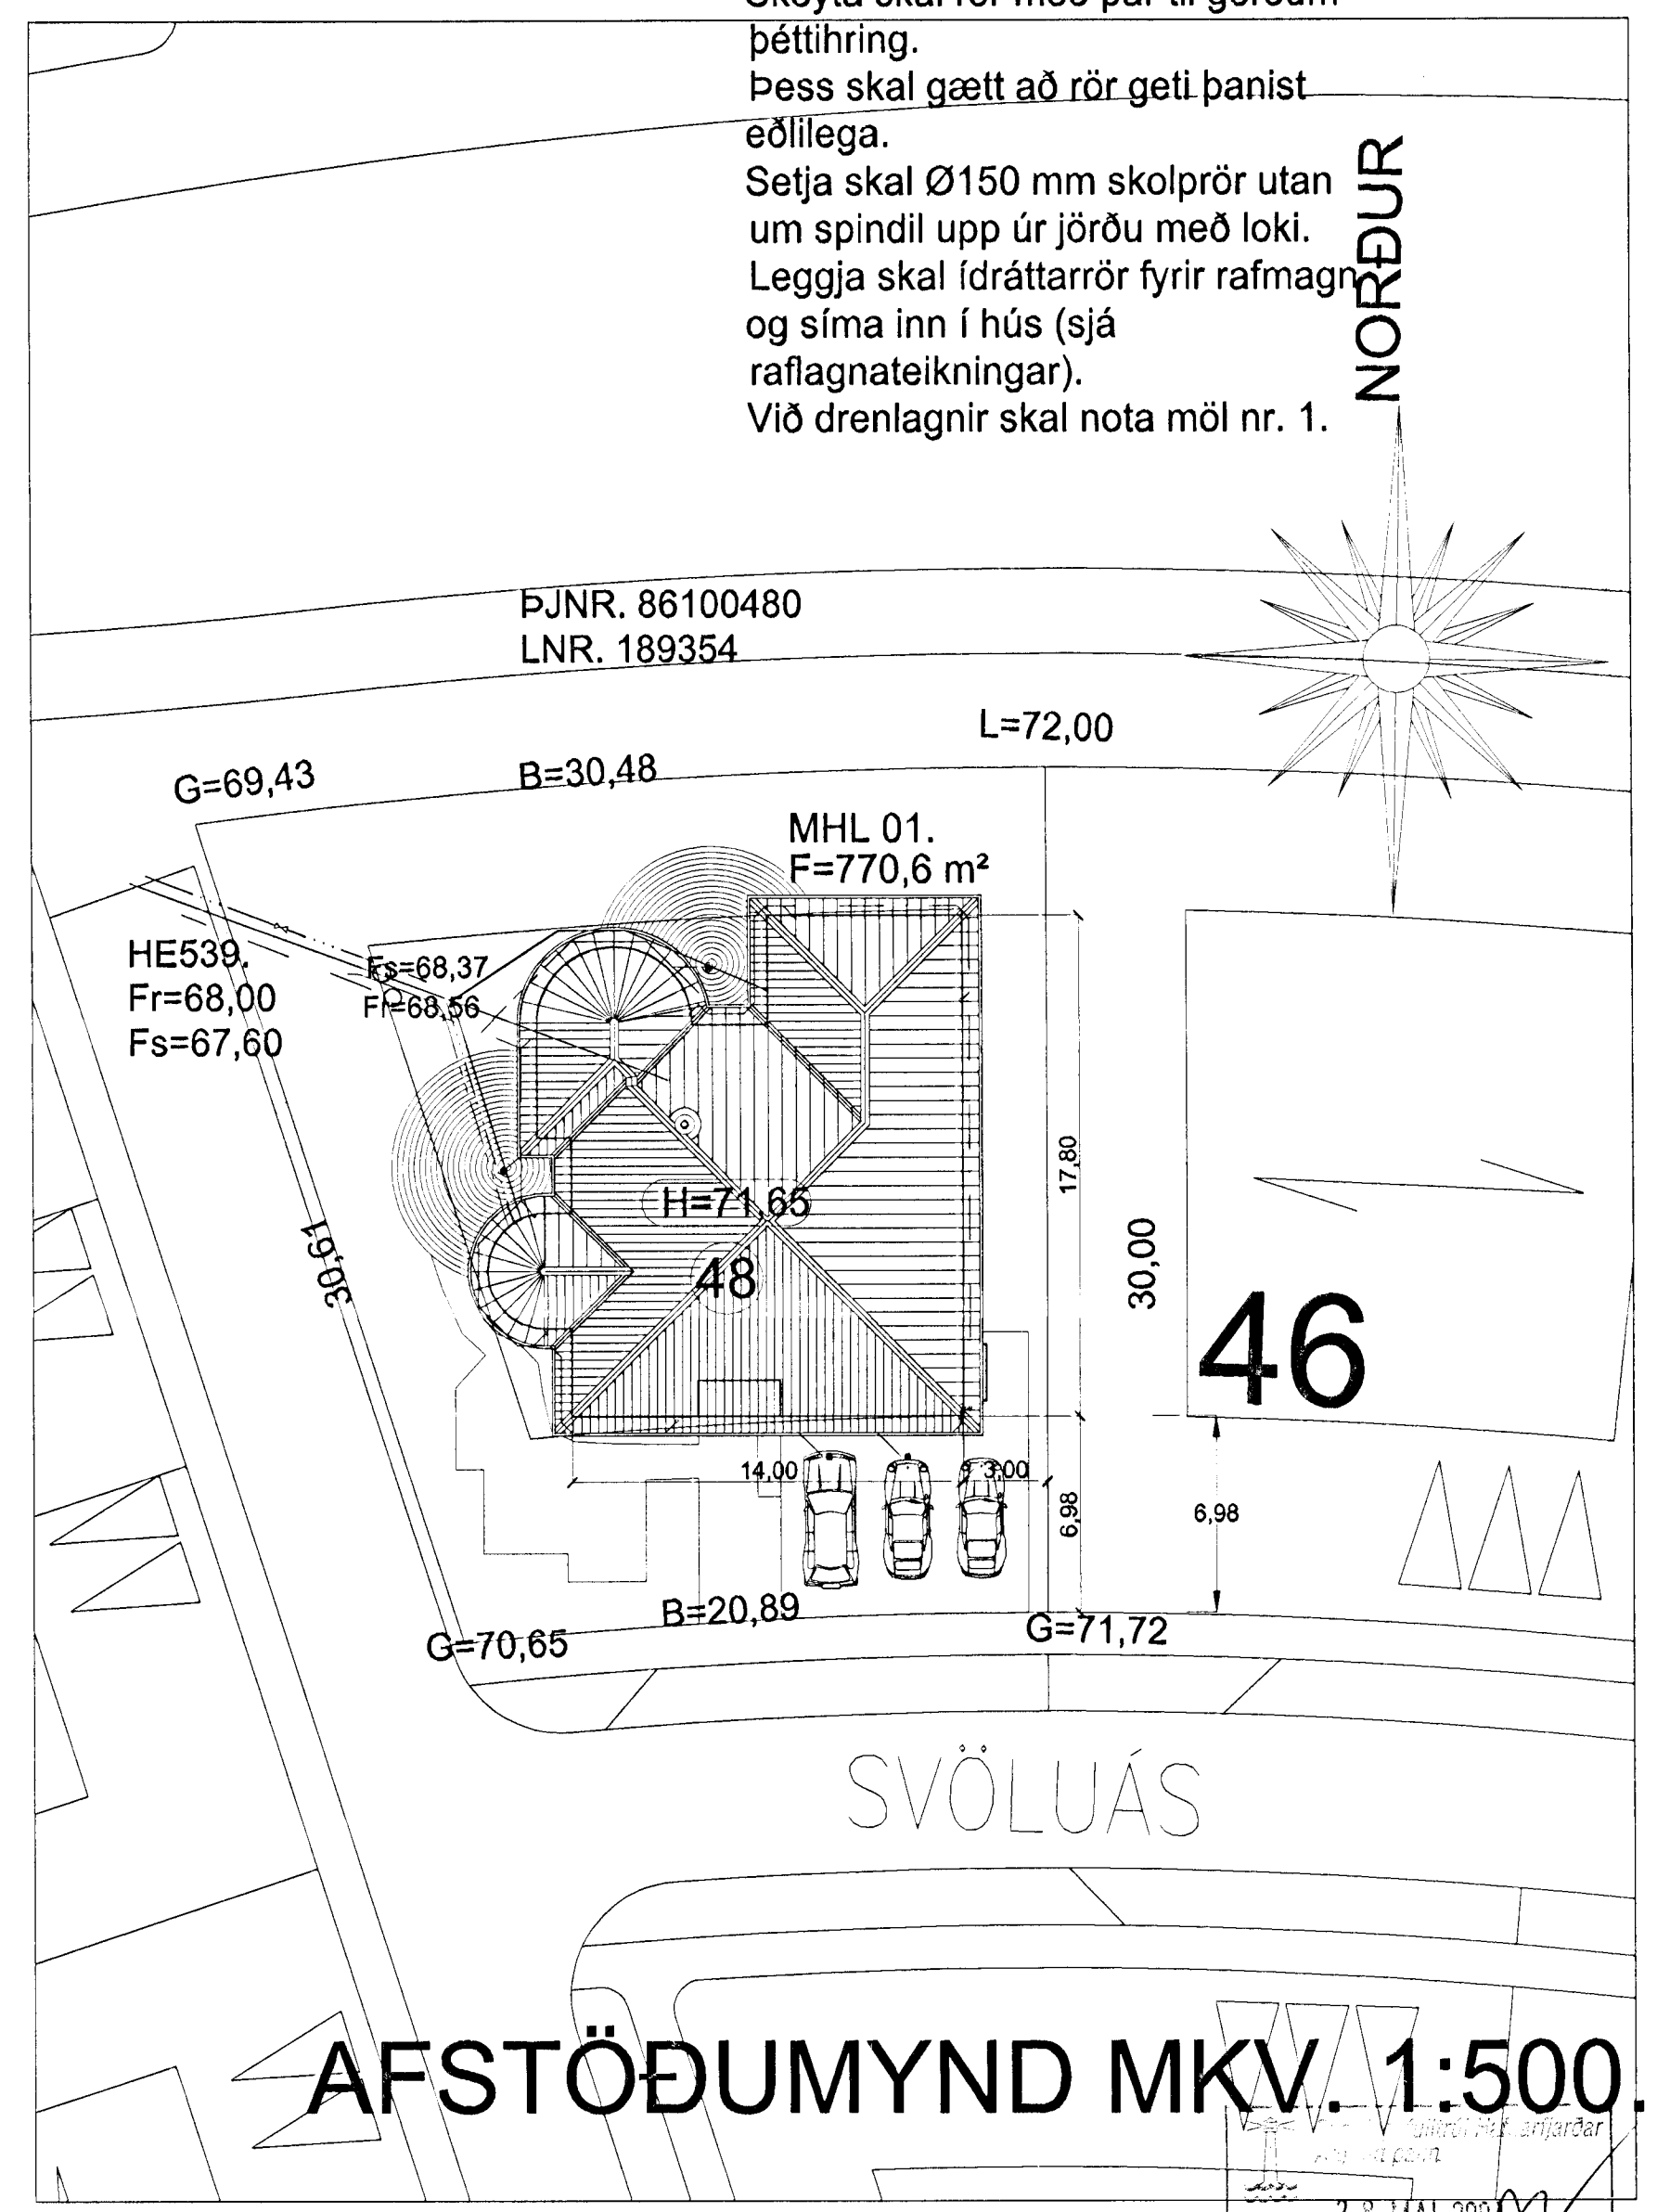 þéttihring.
Þess skal gætt að rör geti þanist
eðlilega.
Setja skal Ø150 mm skolprör utan
um spindil upp úr jörðu með loki.
Leggja skal ídráttarrör fyrir rafmagn
og síma inn í hús (sjá
raflagnateikningar).
Við drenlagnir skal nota möl nr. 1.
NORÐUR
ÞJNR. 86100480
LNR. 189354
L=72,00
G=69,43
B=30,48
MHL 01.
F=770,6 m²
HE539.
Fr=68,00
Fs=67,60
Fs=68,37
Fr=68,56
17,80
H=71,65
48
30,61
30,00
46
14,00
3,00
6,98
6,98
B=20,89
G=70,65
G=71,72
SVÖLUÁS
AFSTÖÐUMYND MKV. 1:500.